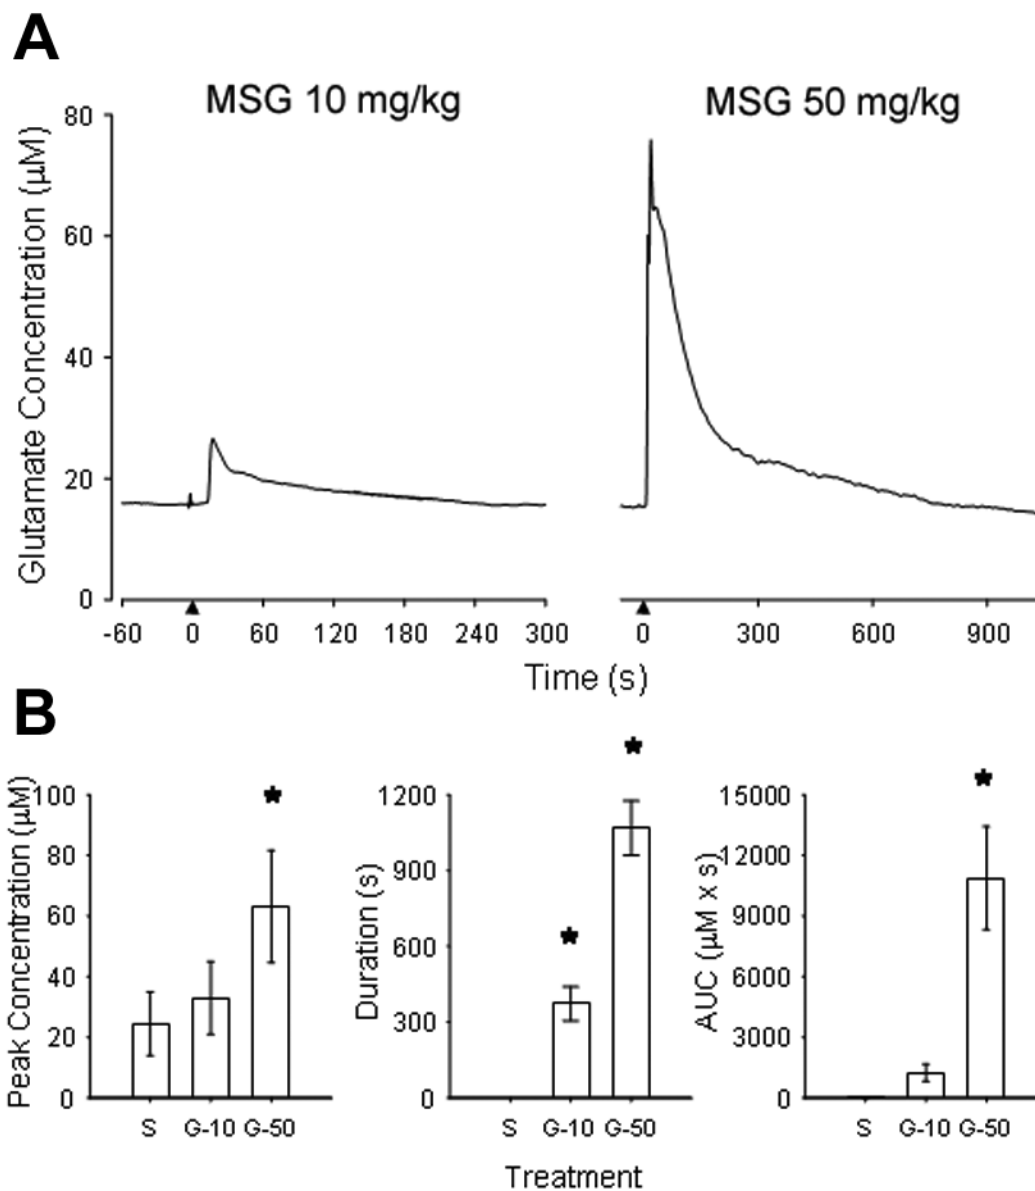 A
MSG 10 mg/kg
MSG 50 mg/kg
Glutamate Concentration (µM)
80
60
40
20
0
-60 0 60 120 180 240 300
0 300 600 900
Time (s)
B
Peak Concentration (µM)
100
80
60
40
20
0
S G-10 G-50
Duration (s)
1200
900
600
300
0
S G-10 G-50
AUC (µM x s)
15000
12000
9000
6000
3000
0
S G-10 G-50
Treatment